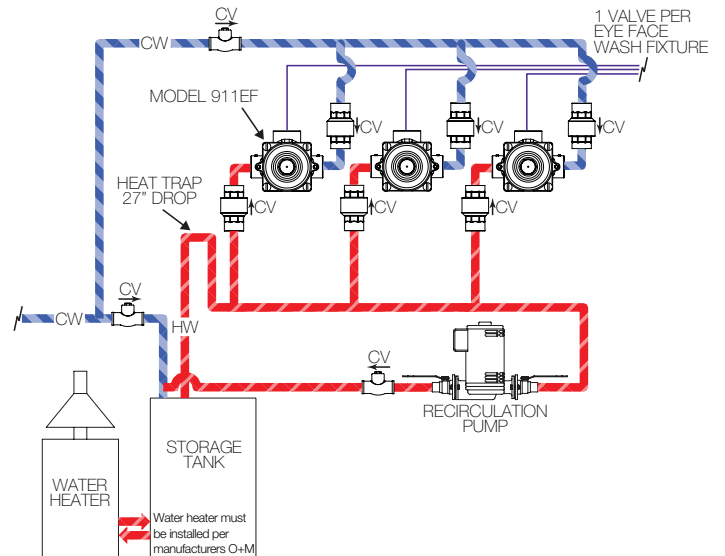 CV
CW
1 VALVE PER
EYE FACE
WASH FIXTURE
MODEL 911EF
CV
CV
CV
HEAT TRAP
27" DROP
CV
CV
CV
CV
CW
HW
CV
RECIRCULATION
PUMP
STORAGE
TANK
WATER
HEATER
Water heater must
be installed per
manufacturers O+M